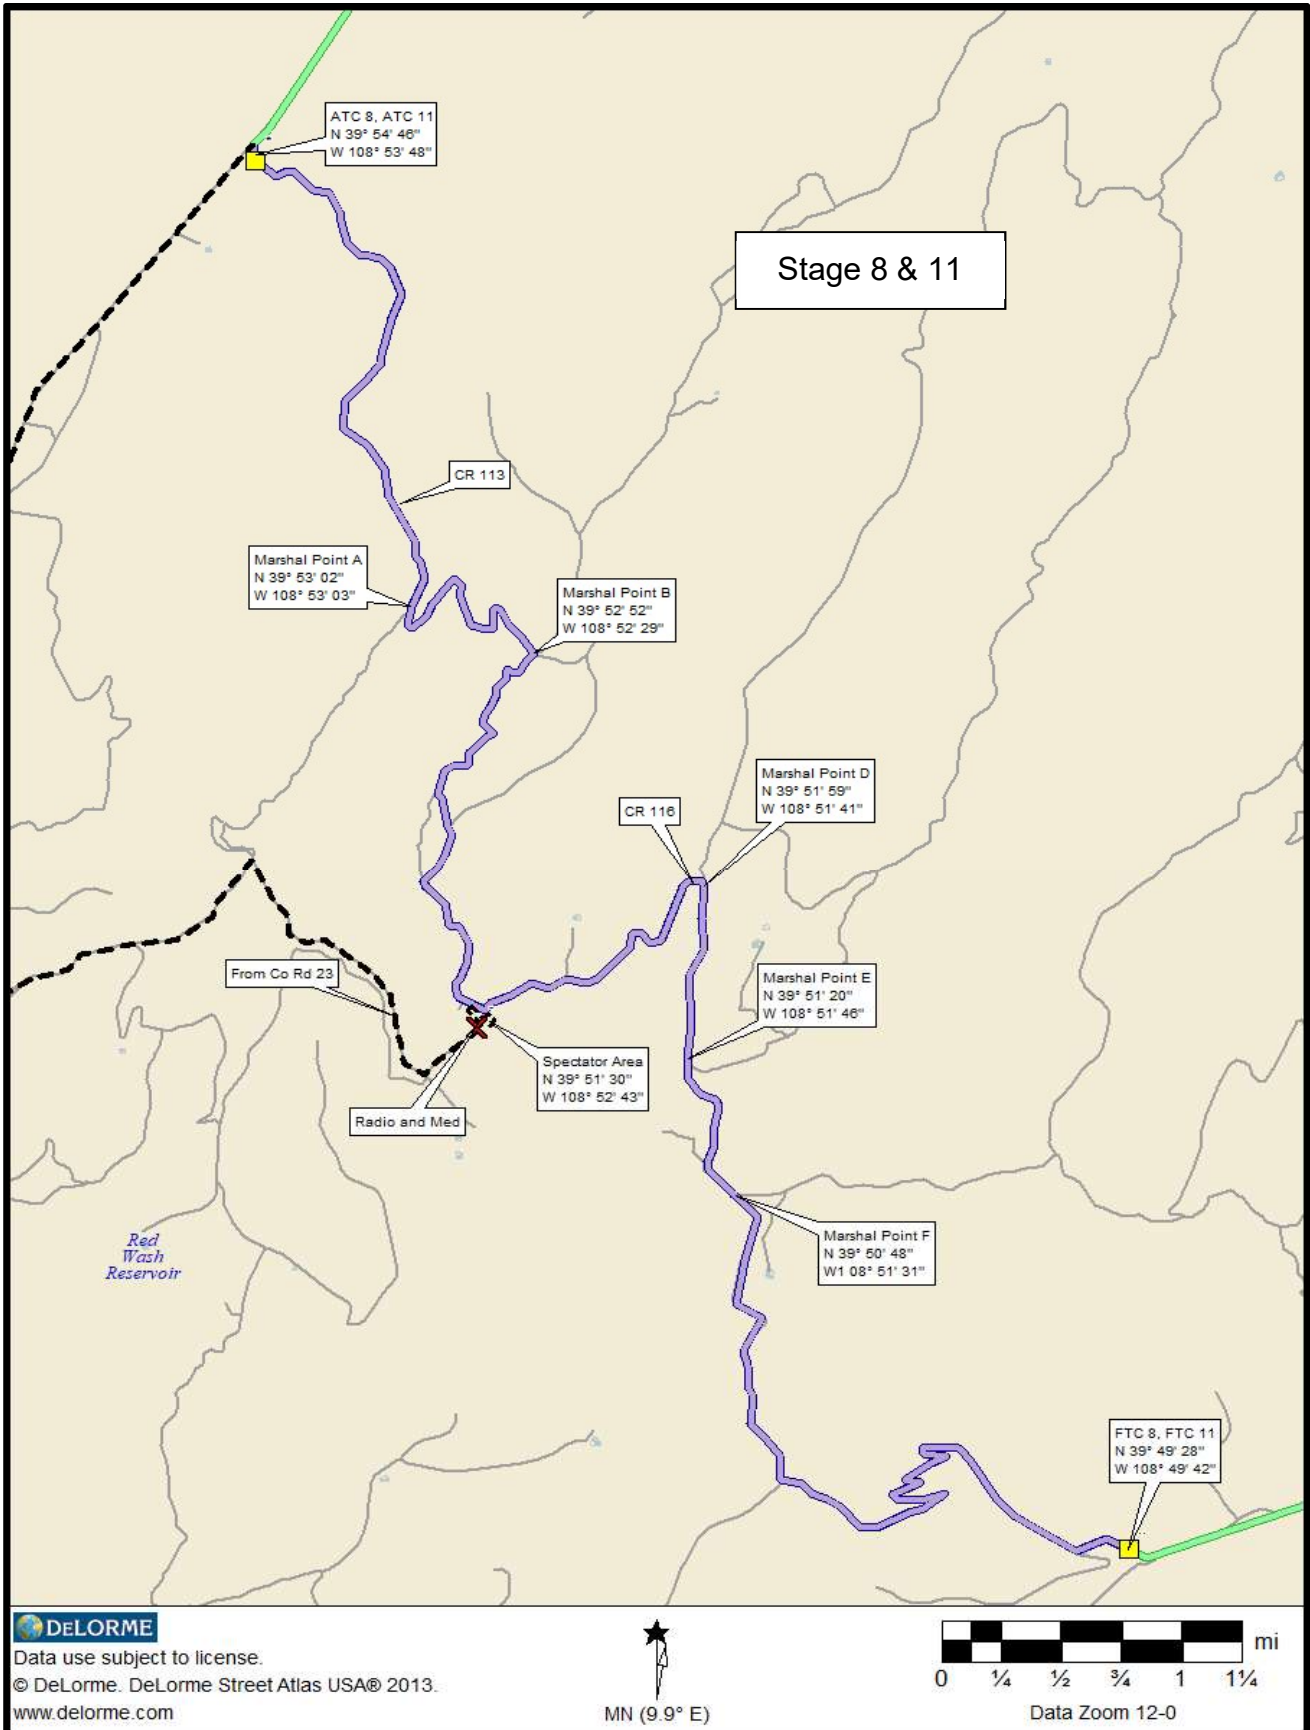 ATC 8, ATC 11
N 39° 54' 46"
W 108° 53' 48"
Stage 8 & 11
CR 113
Marshal Point A
N 39° 53' 02"
W 108° 53' 03"
Marshal Point B
N 39° 52' 52"
W 108° 52' 29"
Marshal Point D
N 39° 51' 59"
W 108° 51' 41"
CR 116
From Co Rd 23
Marshal Point E
N 39° 51' 20"
W 108° 51' 46"
Spectator Area
N 39° 51' 30"
W 108° 52' 43"
Radio and Med
Red
Wash
Reservoir
Marshal Point F
N 39° 50' 48"
W1 08° 51' 31"
FTC 8, FTC 11
N 39° 49' 28"
W 108° 49' 42"
DELORME
Data use subject to license.
© DeLorme. DeLorme Street Atlas USA® 2013.
www.delorme.com
MN (9.9° E)
mi
0 ¼ ½ ¾ 1 1¼
Data Zoom 12-0